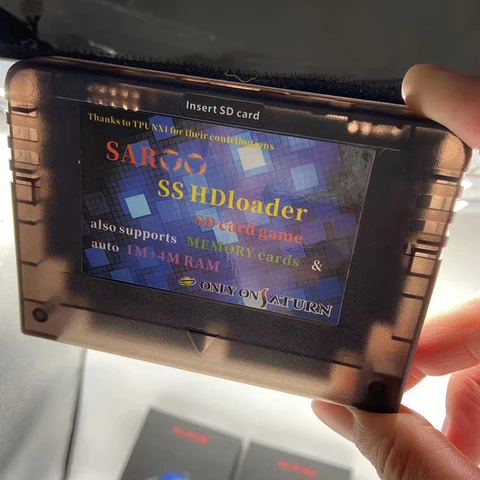 Insert SD card
Thanks to TPUNXI for their contributions
SAROO
SS HDloader
SD card game
also supports MEMORY cards &
auto 1M+4M RAM
ONLY ON SATURN